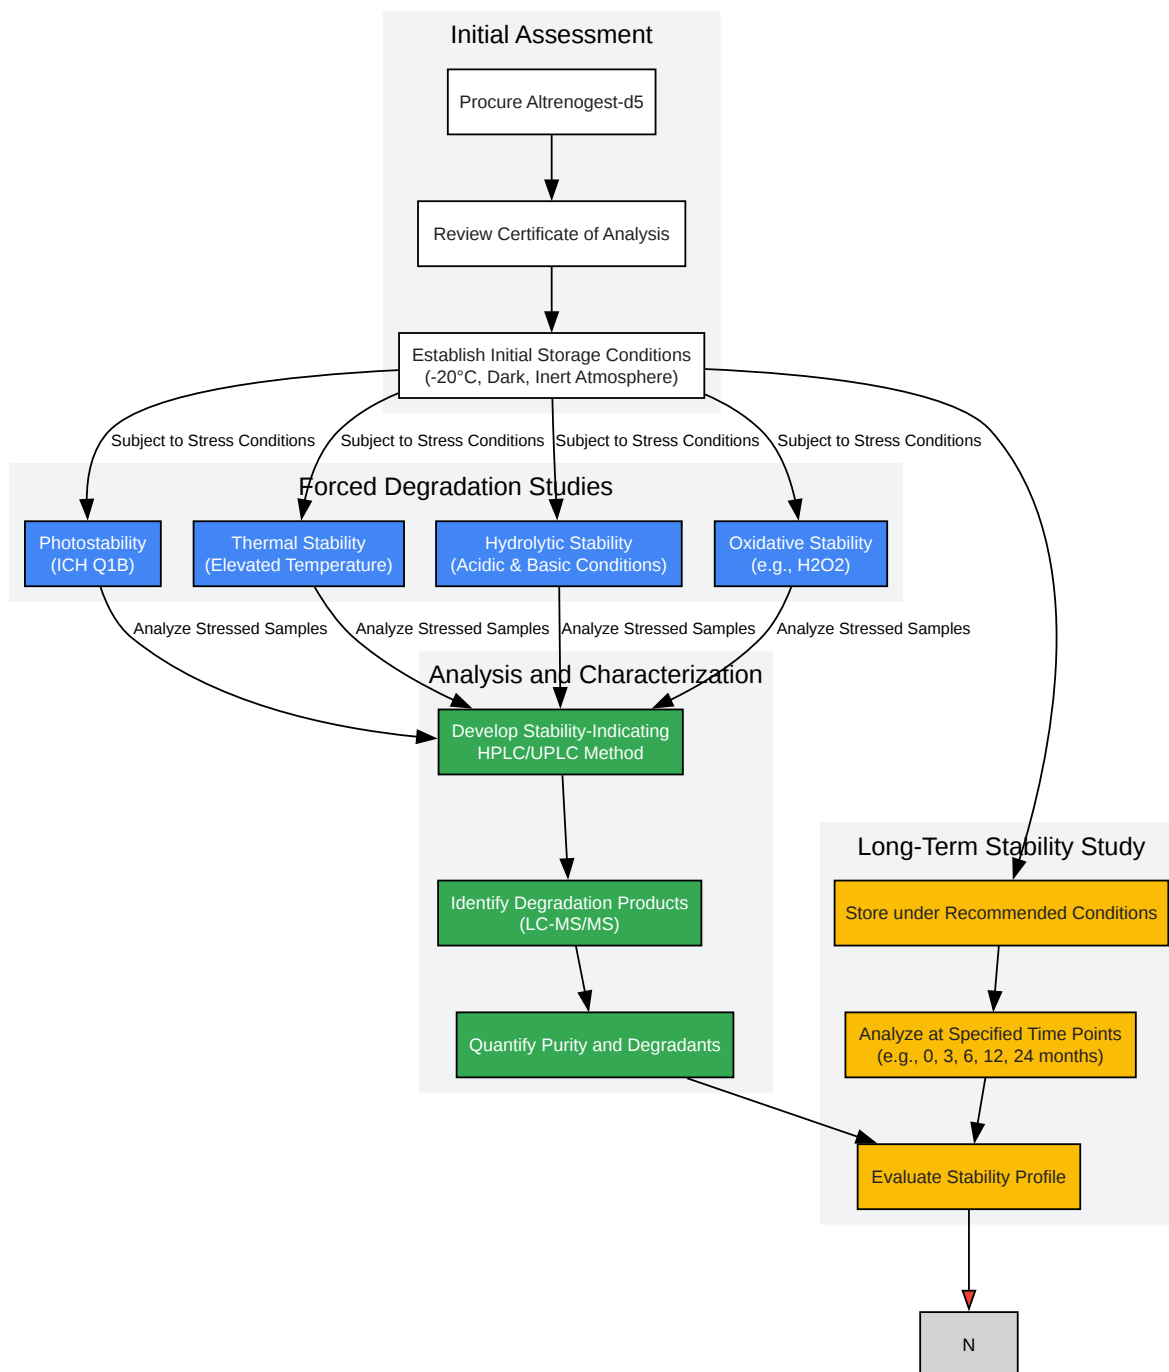 Initial Assessment
Procure Altrenogest-d5
Review Certificate of Analysis
Establish Initial Storage Conditions
(-20°C, Dark, Inert Atmosphere)
Subject to Stress Conditions
Subject to Stress Conditions
Subject to Stress Conditions
Subject to Stress Conditions
Forced Degradation Studies
Photostability
(ICH Q1B)
Thermal Stability
(Elevated Temperature)
Hydrolytic Stability
(Acidic & Basic Conditions)
Oxidative Stability
(e.g., H2O2)
Analyze Stressed Samples
Analyze Stressed Samples
Analyze Stressed Samples
Analyze Stressed Samples
Analysis and Characterization
Develop Stability-Indicating
HPLC/UPLC Method
Identify Degradation Products
(LC-MS/MS)
Quantify Purity and Degradants
Long-Term Stability Study
Store under Recommended Conditions
Analyze at Specified Time Points
(e.g., 0, 3, 6, 12, 24 months)
Evaluate Stability Profile
N